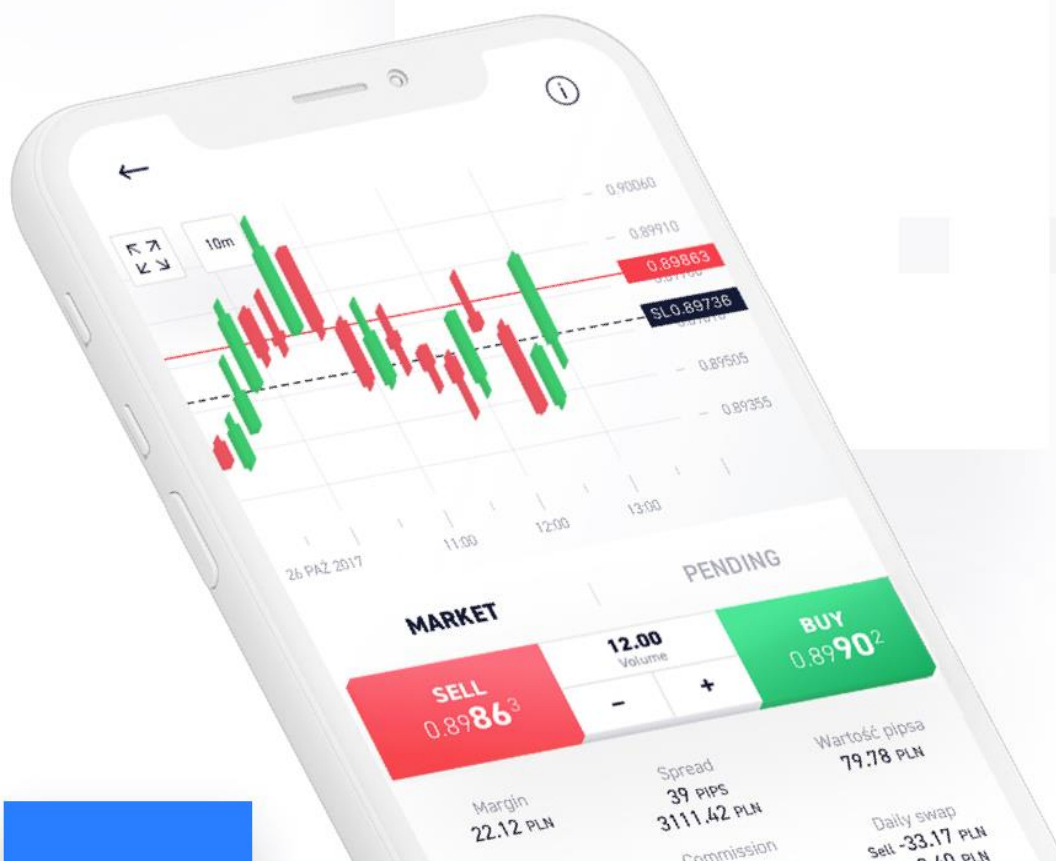 10m
0.90060
0.89910
0.89863
SL0.89736
0.89505
0.89355
26 PAŹ 2017
11:00
12:00
13:00
MARKET
PENDING
SELL
0.89863
12.00
Volume
-
+
BUY
0.89902
Margin
22.12 PLN
Spread
39 PIPS
3111.42 PLN
Wartość pipsa
79.78 PLN
Commission
Daily swap
Sell -33.17 PLN